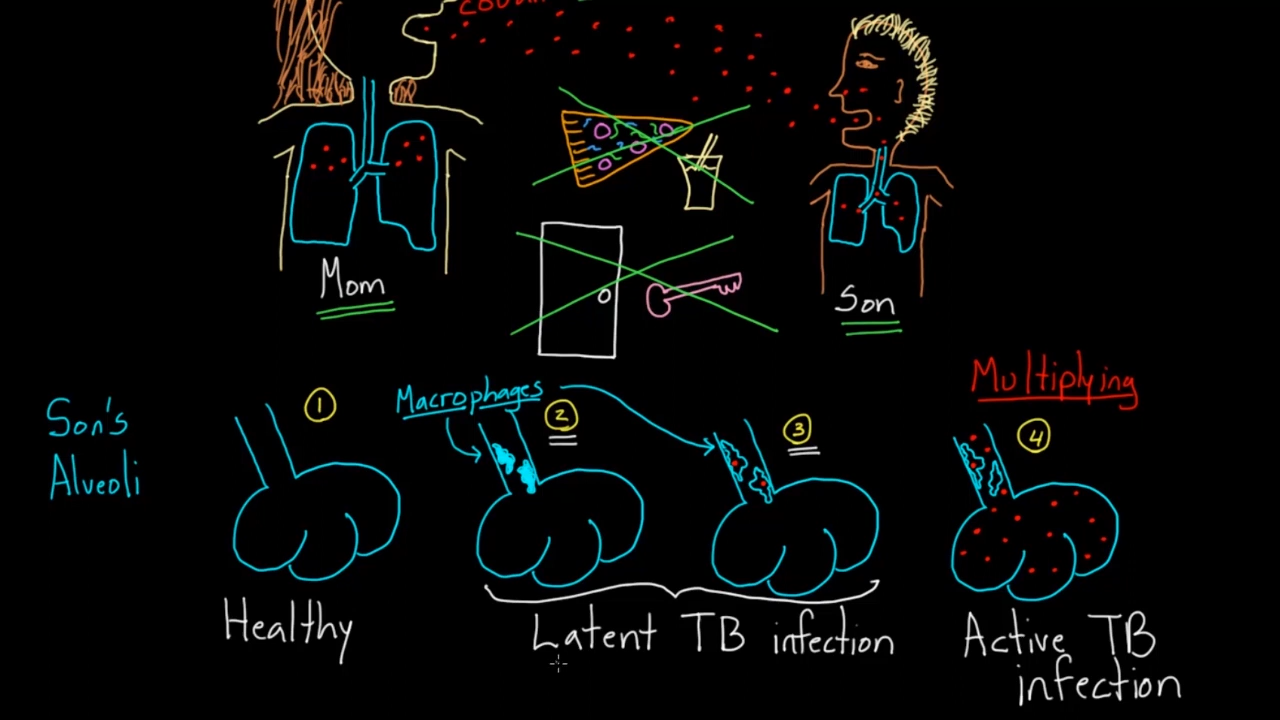 Mom
Son
Multiplying
Son's
Alveoli
Macrophages
1
2
3
4
Healthy
Latent TB infection
Active TB
infection